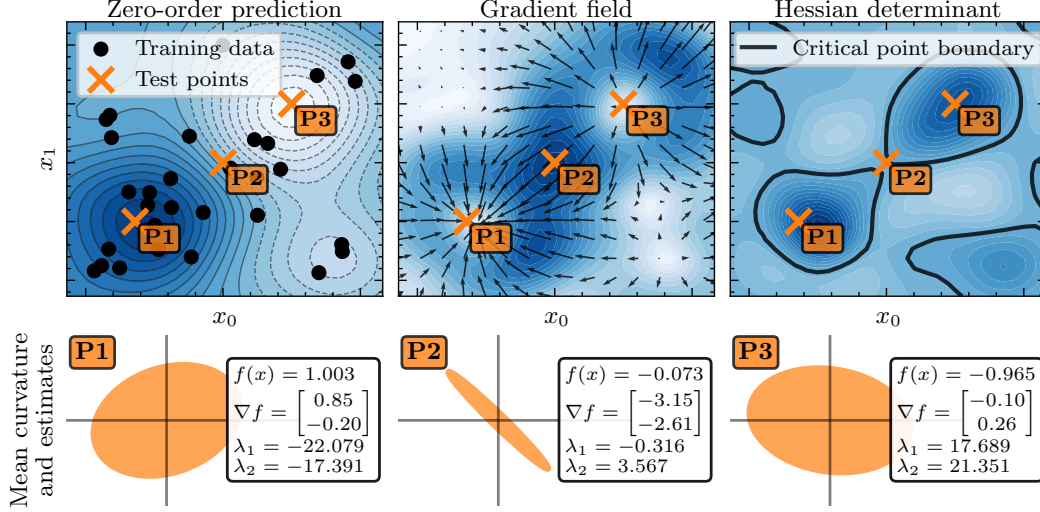 Zero-order prediction
Gradient field
Hessian determinant
Training data
Test points
Critical point boundary
P3
P2
P1
P3
P2
P1
P3
P2
P1
x₁
x₀
x₀
x₀
Mean curvature
and estimates
P1
f(x) = 1.003
∇f = [0.85
−0.20]
λ₁ = −22.079
λ₂ = −17.391
P2
f(x) = −0.073
∇f = [−3.15
−2.61]
λ₁ = −0.316
λ₂ = 3.567
P3
f(x) = −0.965
∇f = [−0.10
0.26]
λ₁ = 17.689
λ₂ = 21.351